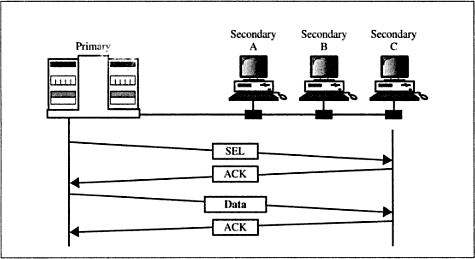 Primary
Secondary
A
Secondary
B
Secondary
C
SEL
ACK
Data
ACK